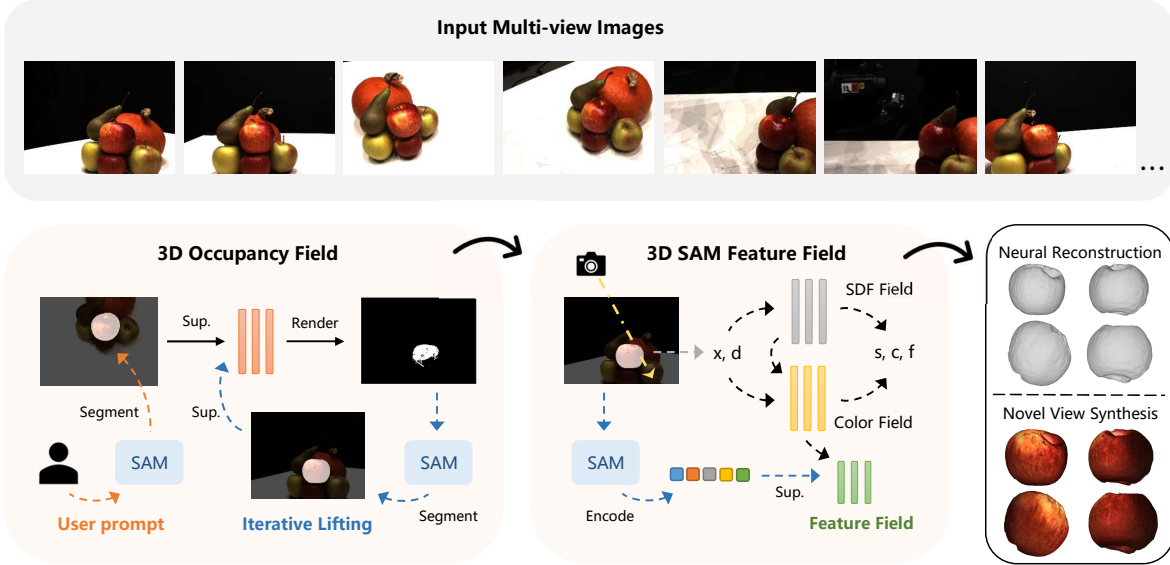 Input Multi-view Images
...
3D Occupancy Field
Sup.
Render
Segment
Sup.
SAM
SAM
Segment
User prompt
Iterative Lifting
3D SAM Feature Field
SDF Field
x, d
s, c, f
Color Field
SAM
Encode
Sup.
Feature Field
Neural Reconstruction
Novel View Synthesis